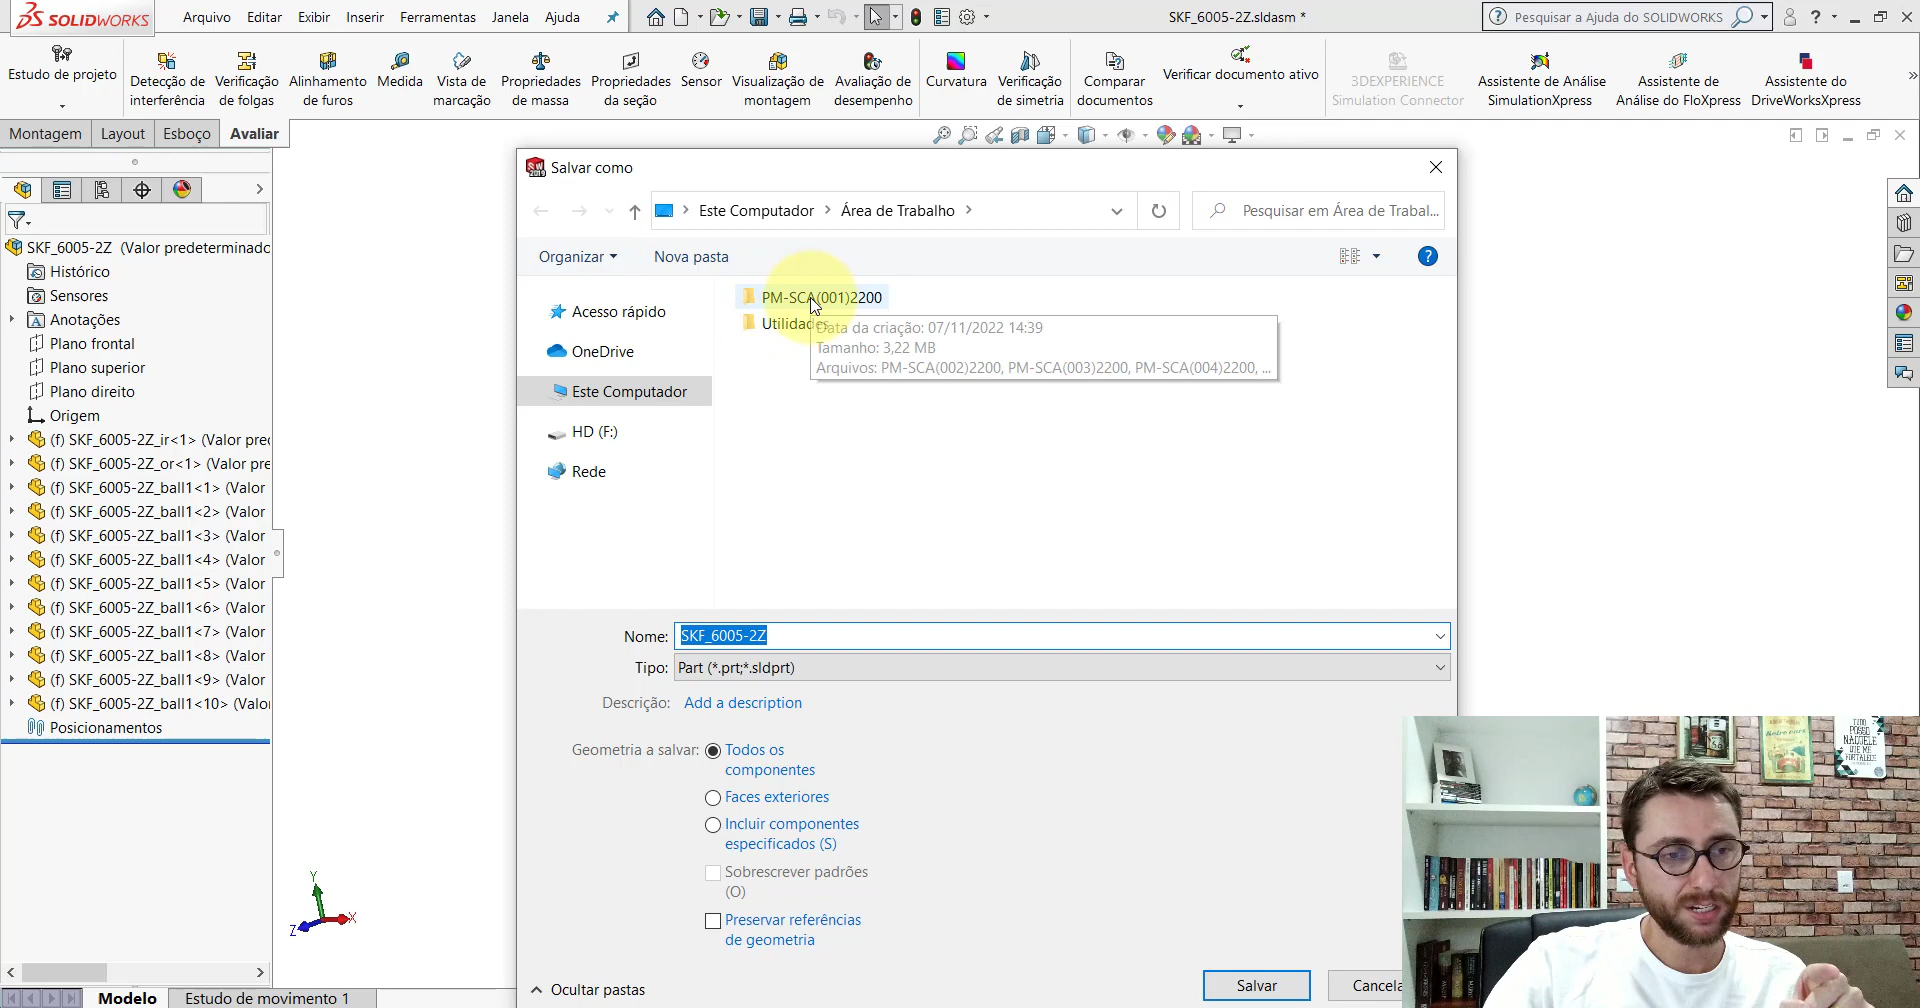 SOLIDWORKS
Arquivo Editar Exibir Inserir Ferramentas Janela Ajuda
SKF_6005-2Z.sldasm *
Pesquisar a Ajuda do SOLIDWORKS
Estudo de projeto
Detecção de interferência
Verificação de folgas
Alinhamento de furos
Medida
Vista de marcação
Propriedades de massa
Propriedades da seção
Sensor
Visualização de montagem
Avaliação de desempenho
Curvatura
Verificação de simetria
Comparar documentos
Verificar documento ativo
3DEXPERIENCE Simulation Connector
Assistente de Análise SimulationXpress
Assistente de Análise do FloXpress
Assistente do DriveWorksXpress
Montagem Layout Esboço Avaliar
SKF_6005-2Z (Valor predeterminado
Histórico
Sensores
Anotações
Plano frontal
Plano superior
Plano direito
Origem
(f) SKF_6005-2Z_ir<1> (Valor pre
(f) SKF_6005-2Z_or<1> (Valor pre
(f) SKF_6005-2Z_ball1<1> (Valor
(f) SKF_6005-2Z_ball1<2> (Valor
(f) SKF_6005-2Z_ball1<3> (Valor
(f) SKF_6005-2Z_ball1<4> (Valor
(f) SKF_6005-2Z_ball1<5> (Valor
(f) SKF_6005-2Z_ball1<6> (Valor
(f) SKF_6005-2Z_ball1<7> (Valor
(f) SKF_6005-2Z_ball1<8> (Valor
(f) SKF_6005-2Z_ball1<9> (Valor
(f) SKF_6005-2Z_ball1<10> (Valo
Posicionamentos
Y
X
Z
Modelo Estudo de movimento 1
Salvar como
Este Computador Área de Trabalho
Pesquisar em Área de Trabal...
Organizar Nova pasta
Acesso rápido
OneDrive
Este Computador
HD (F:)
Rede
PM-SCA(001)2200
Utilidades
Data da criação: 07/11/2022 14:39
Tamanho: 3,22 MB
Arquivos: PM-SCA(002)2200, PM-SCA(003)2200, PM-SCA(004)2200, ...
Nome: SKF_6005-2Z
Tipo: Part (*.prt;*.sldprt)
Descrição: Add a description
Geometria a salvar:
Todos os
componentes
Faces exteriores
Incluir componentes
especificados (S)
Sobrescrever padrões
(O)
Preservar referências
de geometria
Ocultar pastas
Salvar
Cancela
TUDO
POSSO
NAQUELE
QUE ME
FORTALECE